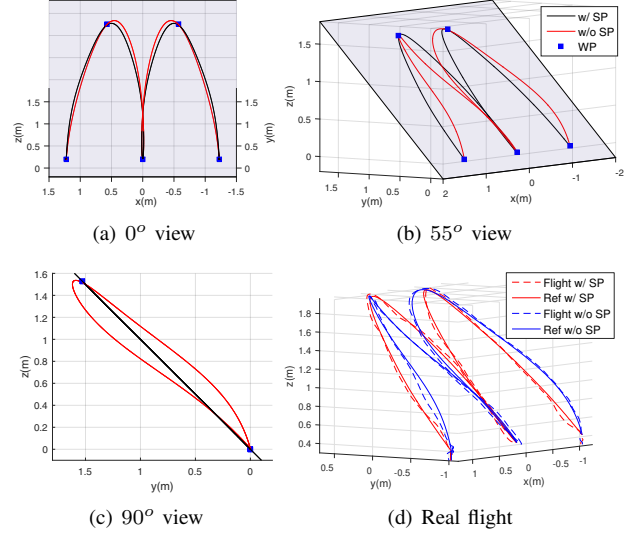 1.5
1
0.5
0
z(m)
1.5
1
0.5
0
y(m)
1.5
1
0.5
0
-0.5
-1
-1.5
x(m)
(a) 0° view
w/ SP
w/o SP
WP
1.5
1
0.5
0
z(m)
1.5
1
0.5
0
y(m)
2
1
0
-1
-2
x(m)
(b) 55° view
1.6
1.4
1.2
1
0.8
0.6
0.4
0.2
0
z(m)
1.5
1
0.5
0
y(m)
(c) 90° view
Flight w/ SP
Ref w/ SP
Flight w/o SP
Ref w/o SP
2
1.8
1.6
1.4
1.2
1
0.8
0.6
0.4
z(m)
0.5
0
-0.5
-1
y(m)
1
0.5
0
-0.5
-1
x(m)
(d) Real flight